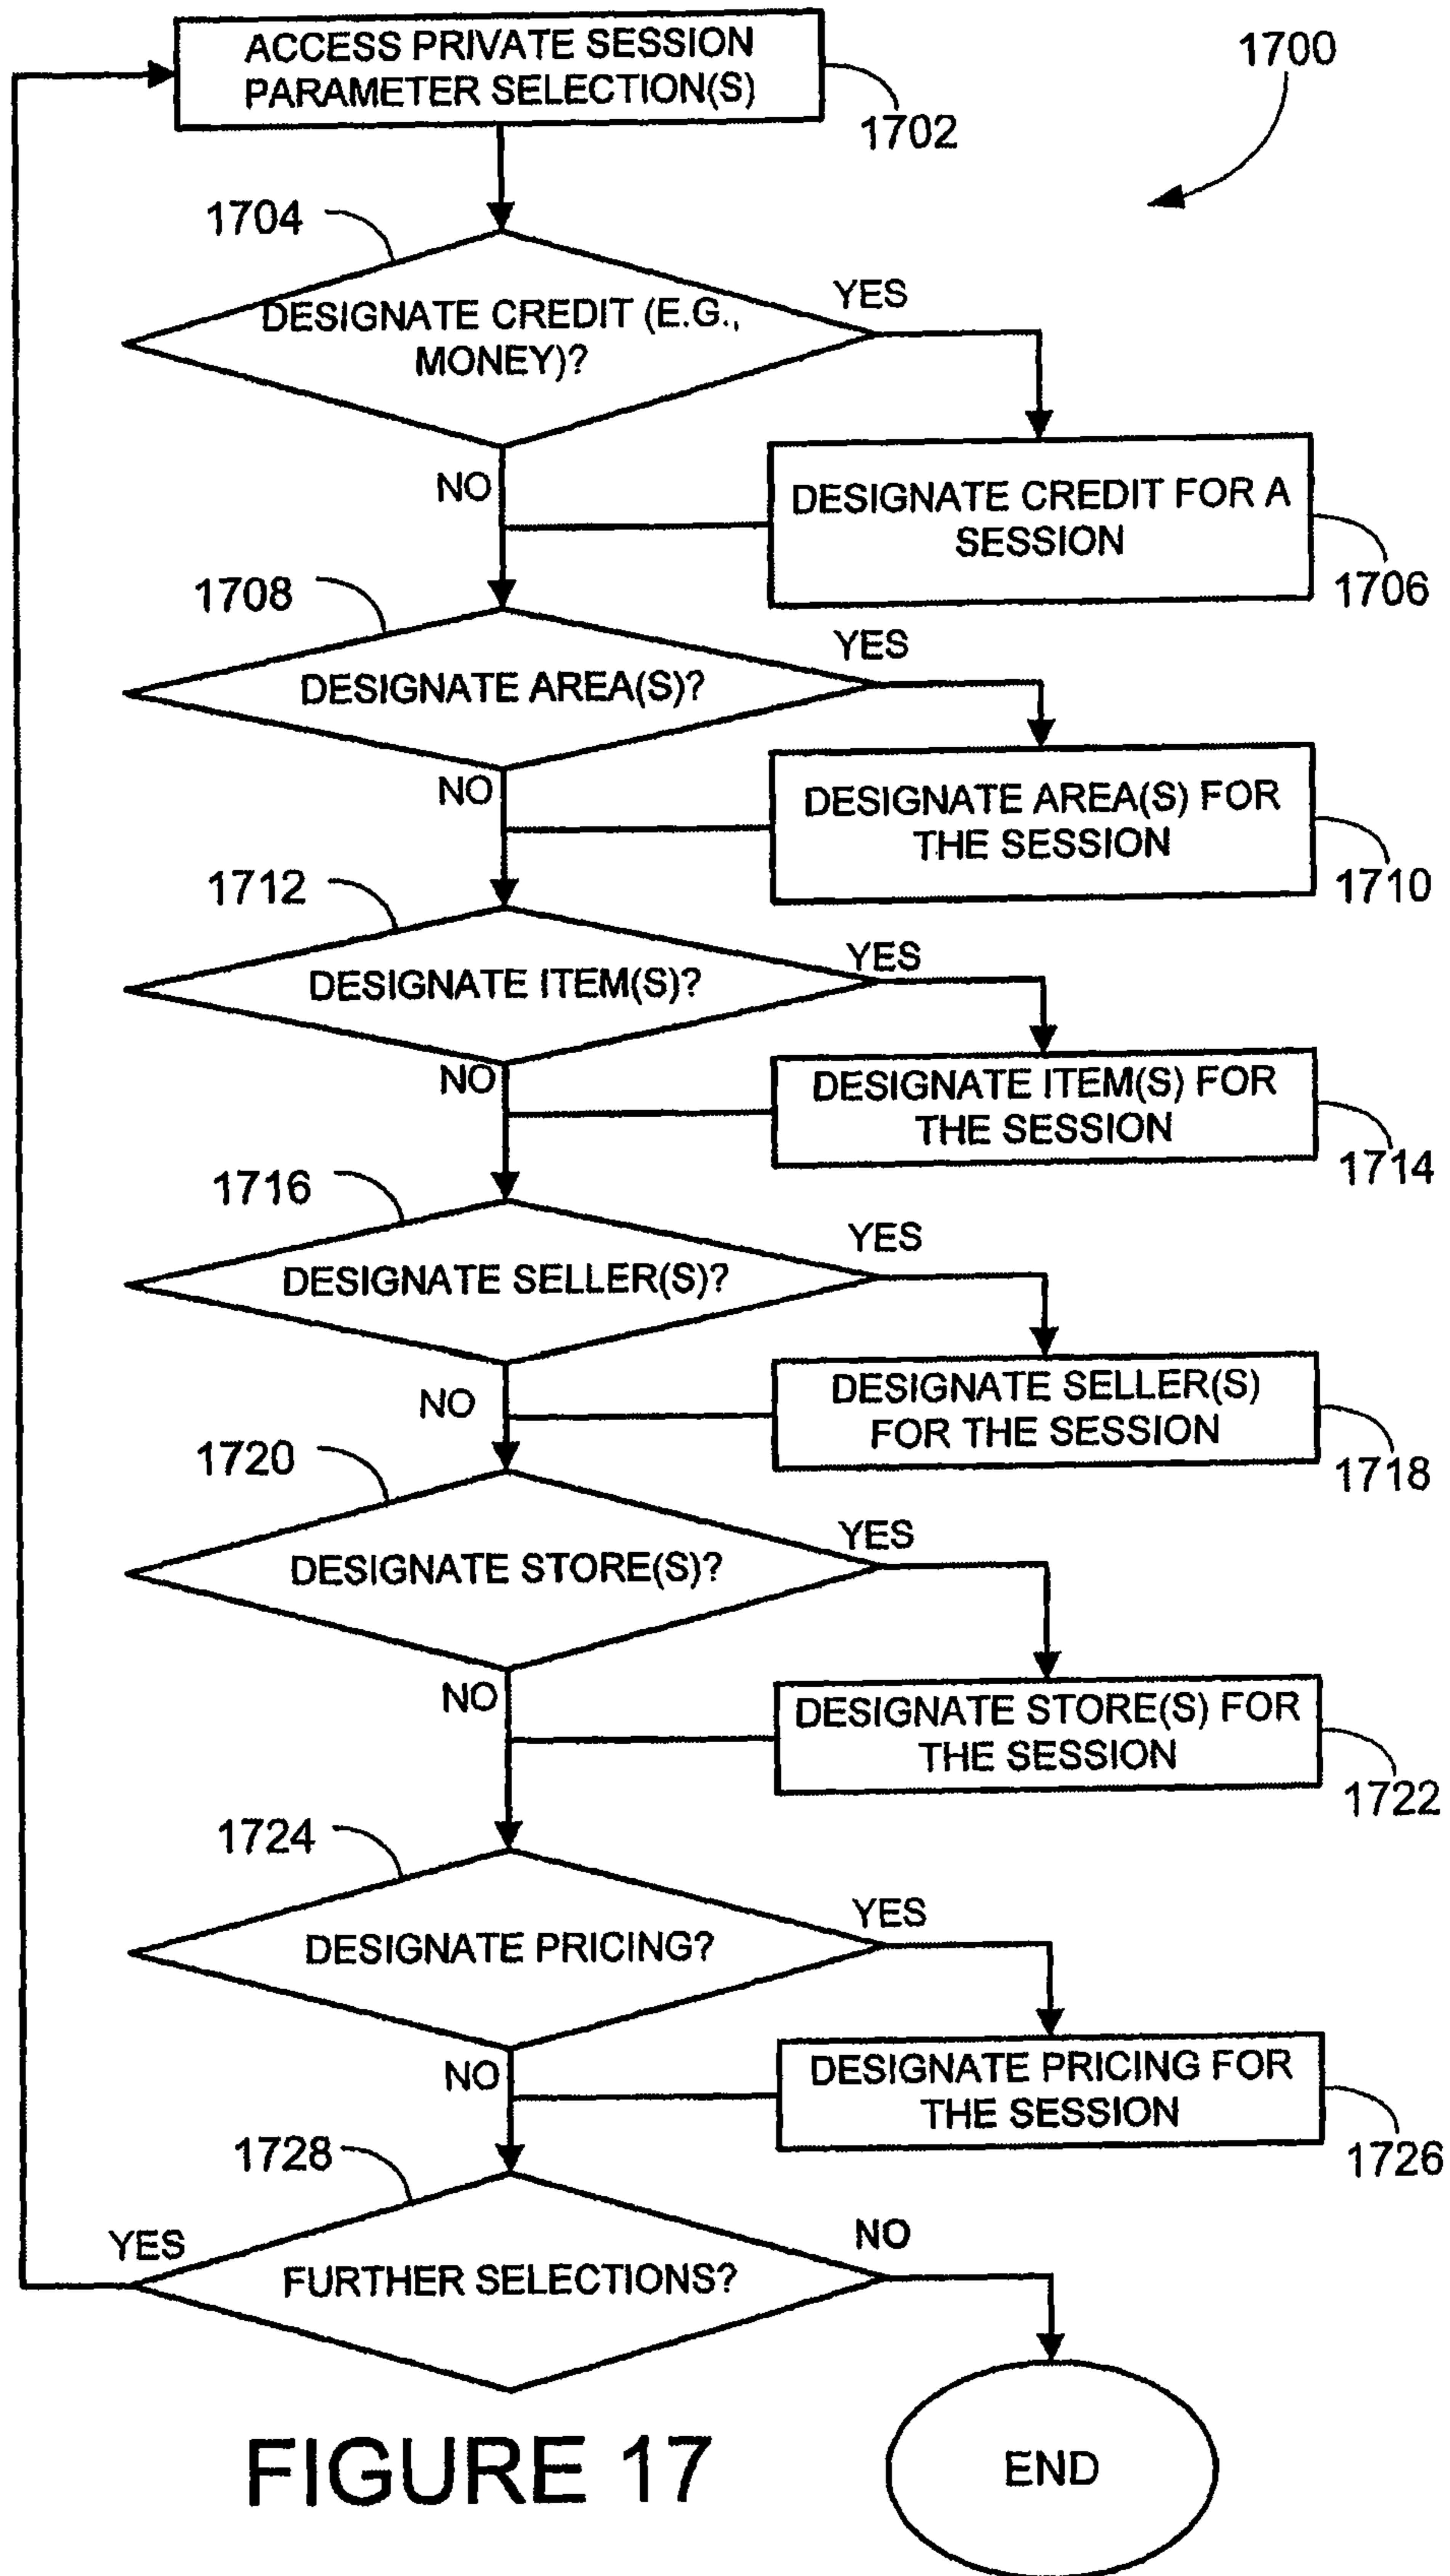 ACCESS PRIVATE SESSION
PARAMETER SELECTION(S)
1700
1702
1704
DESIGNATE CREDIT (E.G.,
MONEY)?
YES
NO
DESIGNATE CREDIT FOR A
SESSION
1706
1708
DESIGNATE AREA(S)?
YES
NO
DESIGNATE AREA(S) FOR
THE SESSION
1710
1712
DESIGNATE ITEM(S)?
YES
NO
DESIGNATE ITEM(S) FOR
THE SESSION
1714
1716
DESIGNATE SELLER(S)?
YES
NO
DESIGNATE SELLER(S)
FOR THE SESSION
1718
1720
DESIGNATE STORE(S)?
YES
NO
DESIGNATE STORE(S) FOR
THE SESSION
1722
1724
DESIGNATE PRICING?
YES
NO
DESIGNATE PRICING FOR
THE SESSION
1726
1728
YES
FURTHER SELECTIONS?
NO
END
FIGURE 17